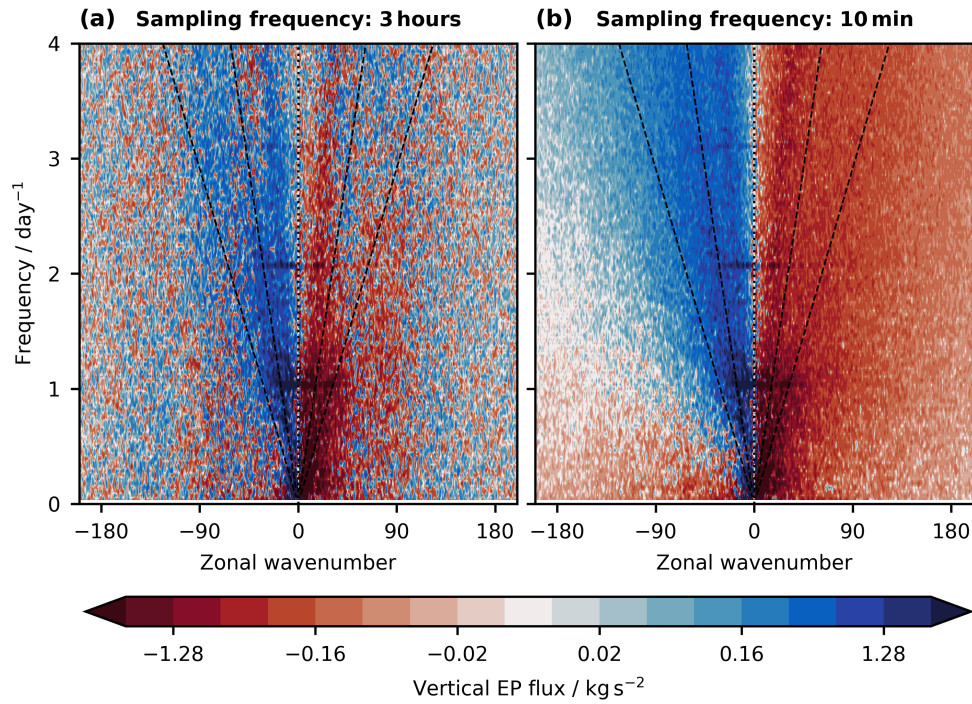 (a) Sampling frequency: 3 hours
(b) Sampling frequency: 10 min
Frequency / day⁻¹
4
3
2
1
0
−180 −90 0 90 180
−180 −90 0 90 180
Zonal wavenumber
Zonal wavenumber
−1.28 −0.16 −0.02 0.02 0.16 1.28
Vertical EP flux / kg s⁻²